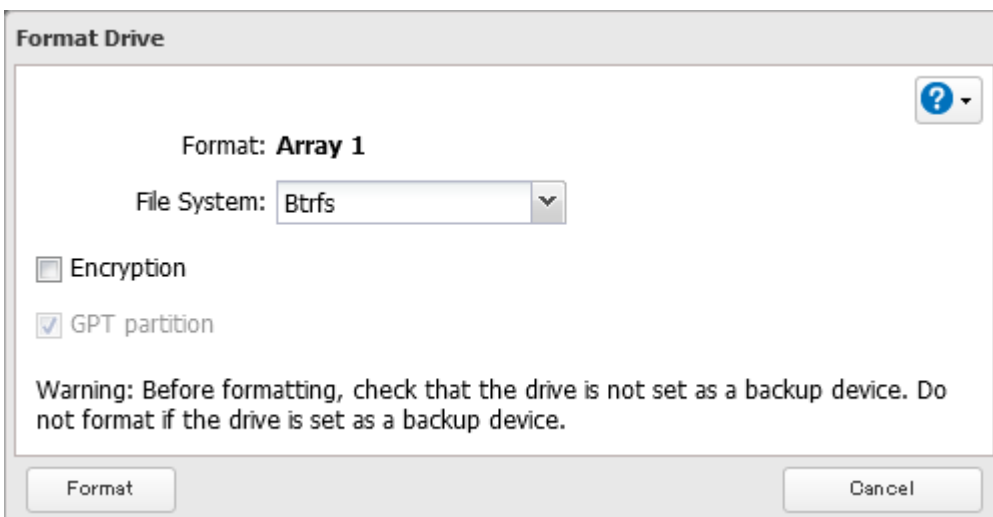 Format Drive
?
Format: Array 1
File System: Btrfs
Encryption
GPT partition
Warning: Before formatting, check that the drive is not set as a backup device. Do
not format if the drive is set as a backup device.
Format
Cancel